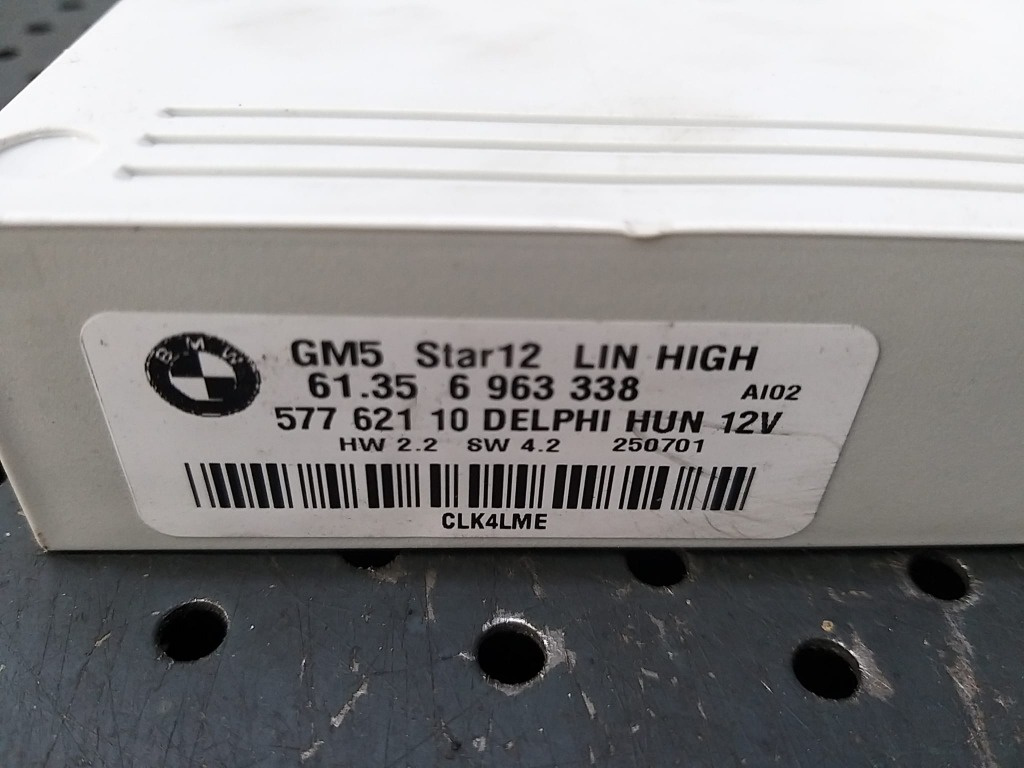 BMW
GM5 Star12 LIN HIGH
61.35 6 963 338 AI02
577 621 10 DELPHI HUN 12V
HW 2.2 SW 4.2 250701
CLK4LME